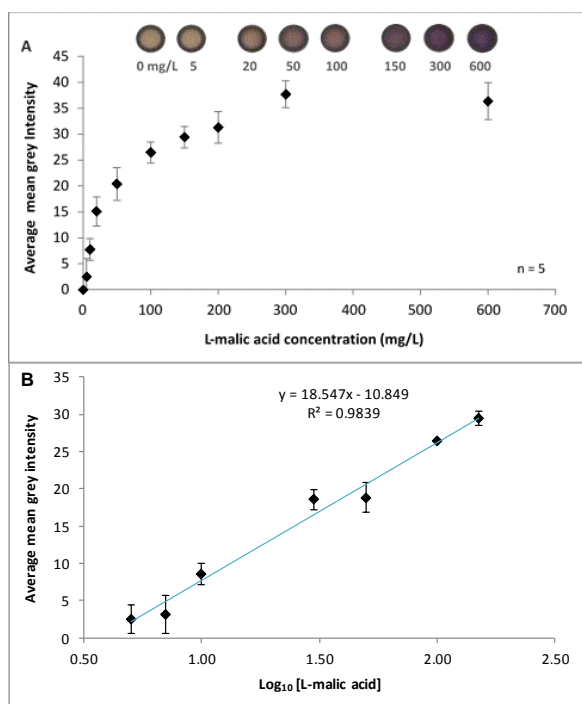 A
0 mg/L 5 20 50 100 150 300 600
45
40
35
30
25
20
15
10
5
0
0 100 200 300 400 500 600 700
Average mean grey Intensity
L-malic acid concentration (mg/L)
n = 5
B
y = 18.547x - 10.849
R² = 0.9839
35
30
25
20
15
10
5
0
0.50 1.00 1.50 2.00 2.50
Average mean grey intensity
Log₁₀ [L-malic acid]